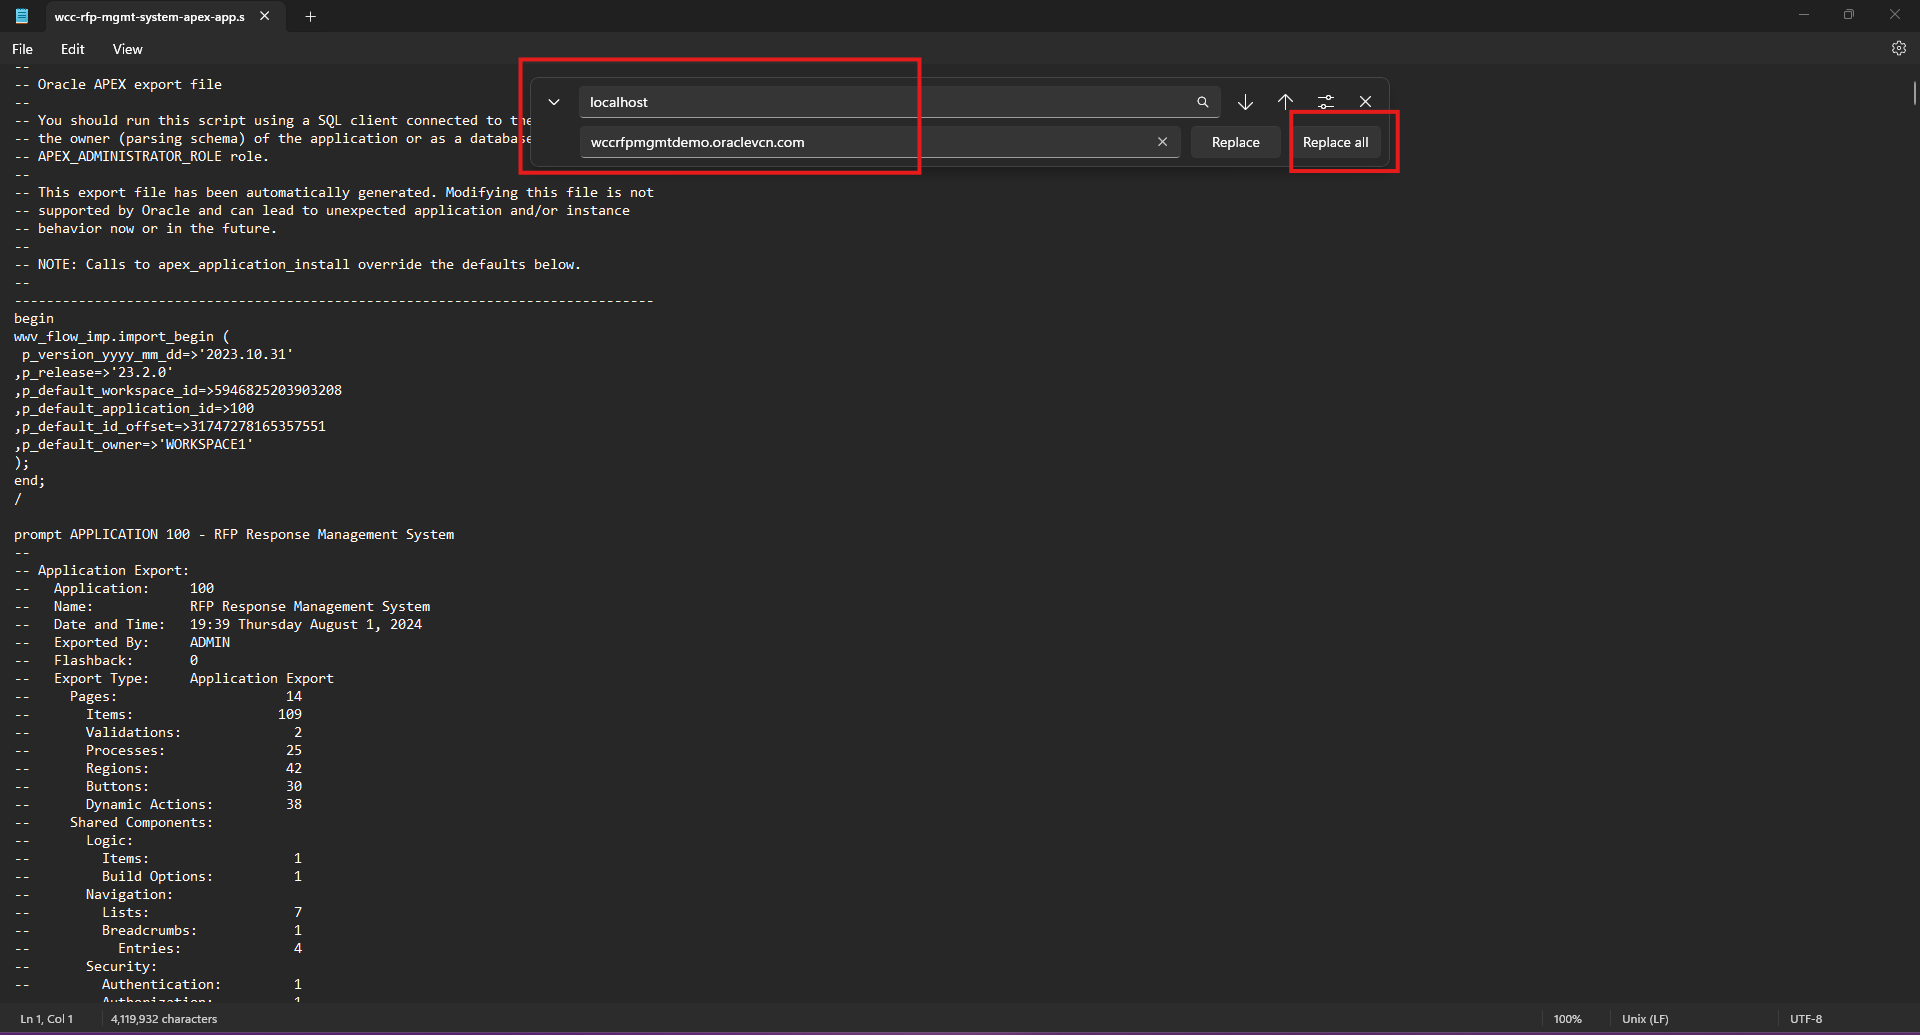 wcc-rfp-mgmt-system-apex-app.s
File Edit View
localhost
wccrfpmgmtdemo.oraclevcn.com Replace Replace all
--
-- Oracle APEX export file
--
-- You should run this script using a SQL client connected to the
-- the owner (parsing schema) of the application or as a database
-- APEX_ADMINISTRATOR_ROLE role.
--
-- This export file has been automatically generated. Modifying this file is not
-- supported by Oracle and can lead to unexpected application and/or instance
-- behavior now or in the future.
--
-- NOTE: Calls to apex_application_install override the defaults below.
--
--------------------------------------------------------------------------------
begin
wwv_flow_imp.import_begin (
 p_version_yyyy_mm_dd=>'2023.10.31'
,p_release=>'23.2.0'
,p_default_workspace_id=>5946825203903208
,p_default_application_id=>100
,p_default_id_offset=>31747278165357551
,p_default_owner=>'WORKSPACE1'
);
end;
/
prompt APPLICATION 100 - RFP Response Management System
--
-- Application Export:
--   Application:     100
--   Name:            RFP Response Management System
--   Date and Time:   19:39 Thursday August 1, 2024
--   Exported By:     ADMIN
--   Flashback:       0
--   Export Type:     Application Export
--     Pages:                     14
--       Items:                  109
--       Validations:              2
--       Processes:               25
--       Regions:                 42
--       Buttons:                 30
--       Dynamic Actions:         38
--     Shared Components:
--       Logic:
--         Items:                  1
--         Build Options:          1
--       Navigation:
--         Lists:                  7
--         Breadcrumbs:            1
--           Entries:              4
--       Security:
--         Authentication:         1
--         Authorization:          1
Ln 1, Col 1 4,119,932 characters 100% Unix (LF) UTF-8